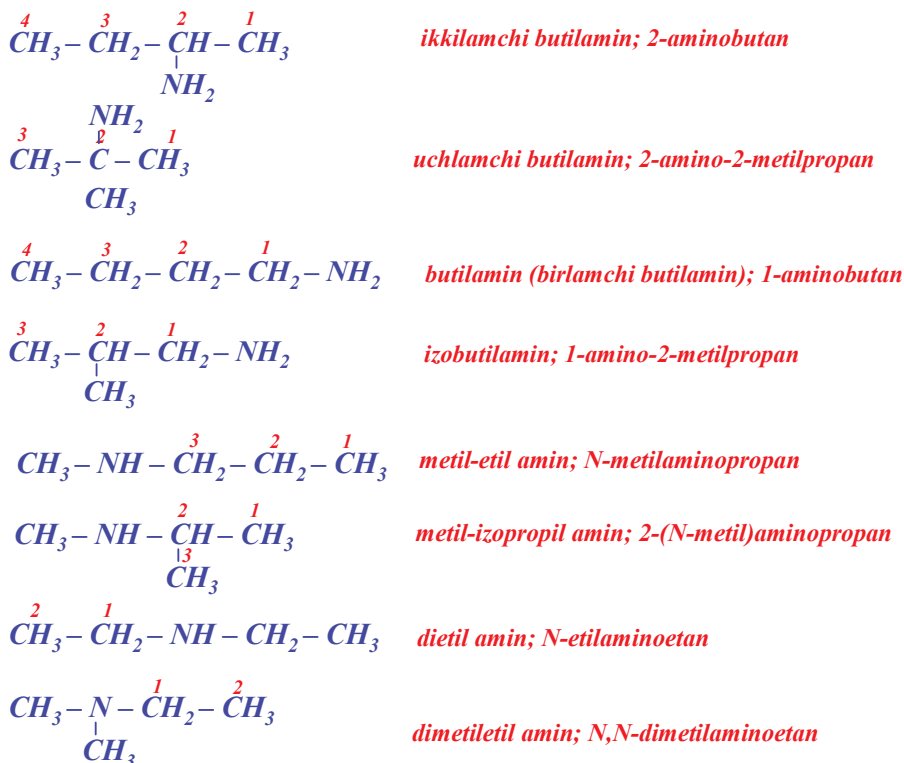 4 3 2 1
CH₃ – CH₂ – CH – CH₃ ikkilamchi butilamin; 2-aminobutan
NH₂
NH₂
3 2 1
CH₃ – C – CH₃ uchlamchi butilamin; 2-amino-2-metilpropan
CH₃
4 3 2 1
CH₃ – CH₂ – CH₂ – CH₂ – NH₂ butilamin (birlamchi butilamin); 1-aminobutan
3 2 1
CH₃ – CH – CH₂ – NH₂ izobutilamin; 1-amino-2-metilpropan
CH₃
3 2 1
CH₃ – NH – CH₂ – CH₂ – CH₃ metil-etil amin; N-metilaminopropan
2 1
CH₃ – NH – CH – CH₃ metil-izopropil amin; 2-(N-metil)aminopropan
3
CH₃
2 1
CH₃ – CH₂ – NH – CH₂ – CH₃ dietil amin; N-etilaminoetan
1 2
CH₃ – N – CH₂ – CH₃
CH₃ dimetiletil amin; N,N-dimetilaminoetan